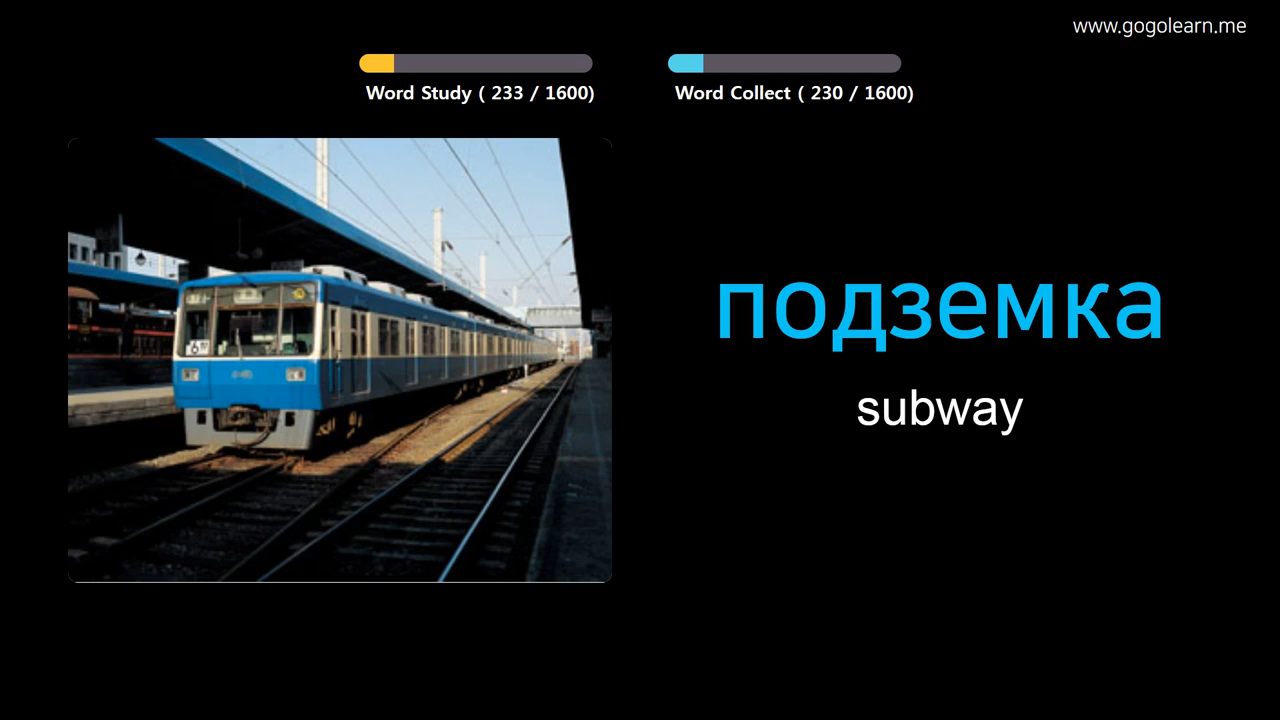 www.gogolearn.me
Word Study ( 233 / 1600)
Word Collect ( 230 / 1600)
подземка
subway